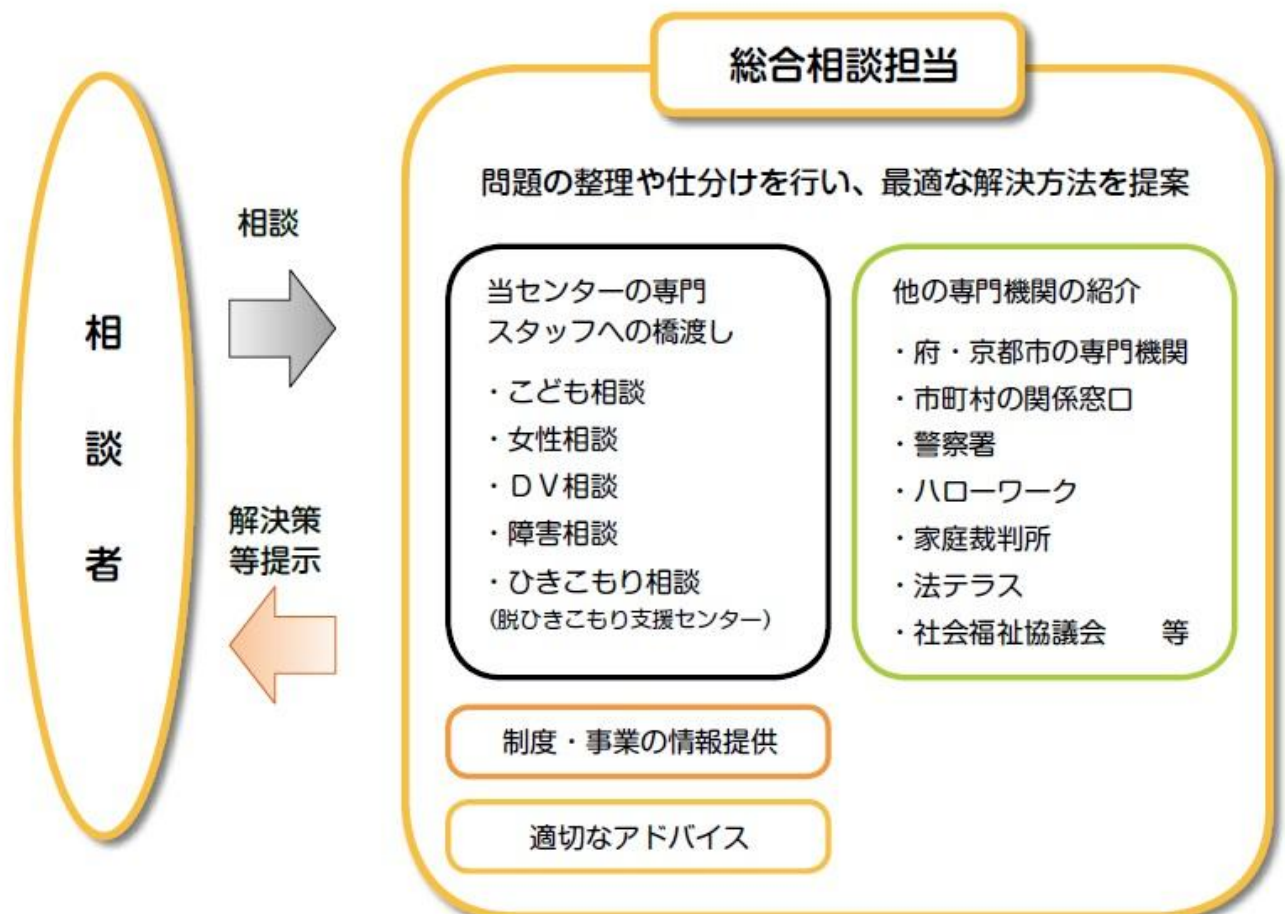 総合相談担当
問題の整理や仕分けを行い、最適な解決方法を提案
相談者
相談
解決策
等提示
当センターの専門
スタッフへの橋渡し
・こども相談
・女性相談
・ＤＶ相談
・障害相談
・ひきこもり相談
（脱ひきこもり支援センター）
他の専門機関の紹介
・府・京都市の専門機関
・市町村の関係窓口
・警察署
・ハローワーク
・家庭裁判所
・法テラス
・社会福祉協議会　　等
制度・事業の情報提供
適切なアドバイス